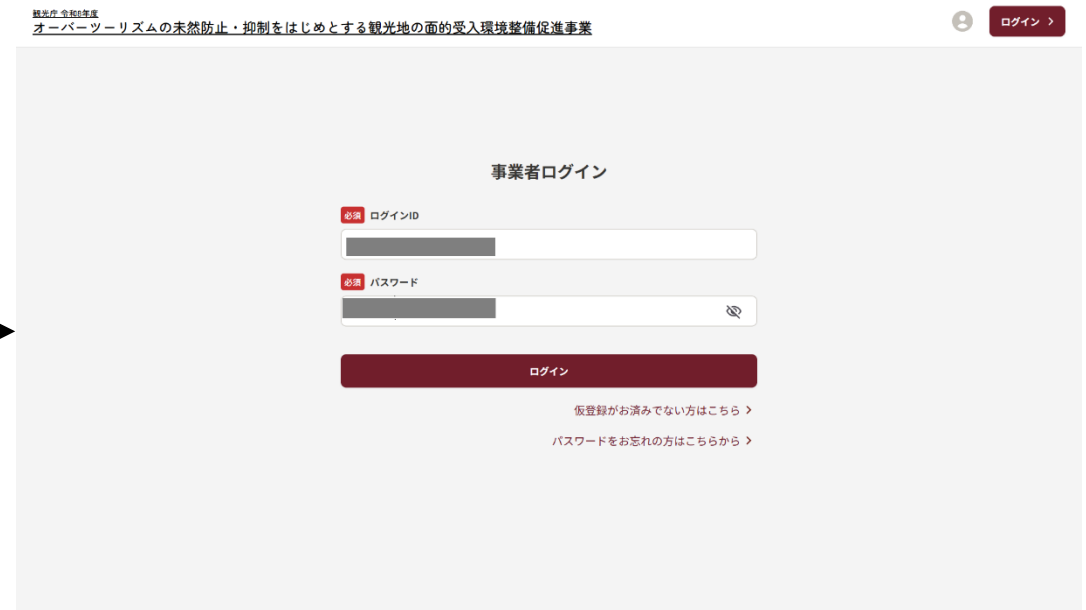 観光庁 令和8年度
オーバーツーリズムの未然防止・抑制をはじめとする観光地の面的受入環境整備促進事業
ログイン
事業者ログイン
必須 ログインID
必須 パスワード
ログイン
仮登録がお済みでない方はこちら
パスワードをお忘れの方はこちらから